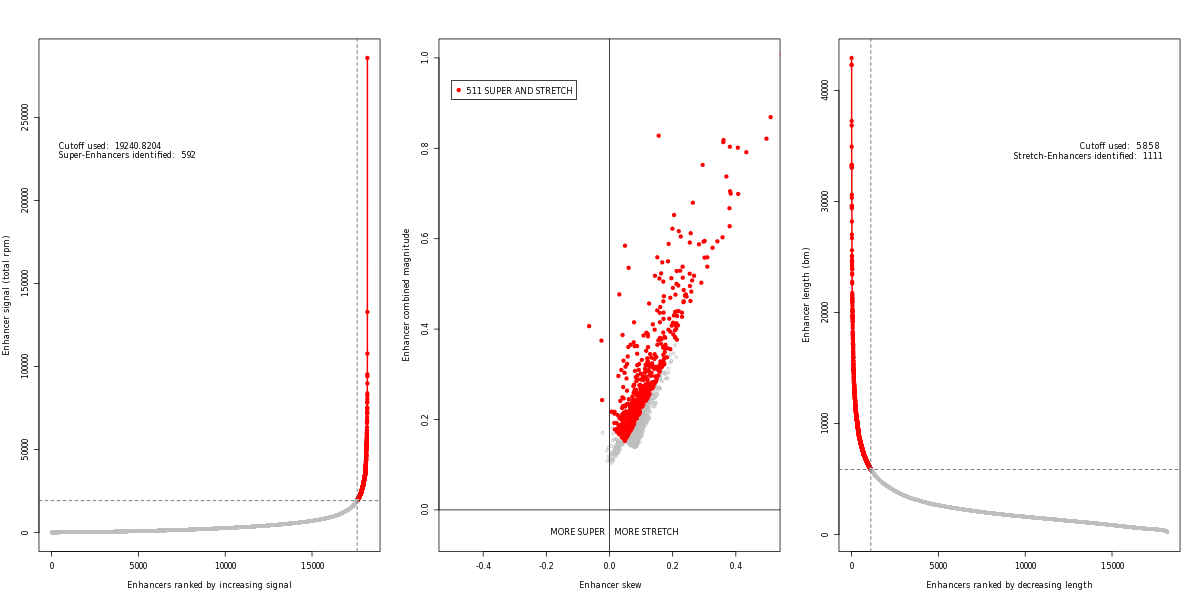 Enhancer signal (total rpm)
250000
200000
150000
100000
50000
0
Cutoff used: 19240.8204
Super-Enhancers identified: 592
0
5000
10000
15000
Enhancers ranked by increasing signal
Enhancer combined magnitude
1.0
0.8
0.6
0.4
0.2
0.0
511 SUPER AND STRETCH
MORE SUPER
MORE STRETCH
-0.4
-0.2
0.0
0.2
0.4
Enhancer skew
Enhancer length (bm)
40000
30000
20000
10000
0
Cutoff used: 5858
Stretch-Enhancers identified: 1111
0
5000
10000
15000
Enhancers ranked by decreasing length